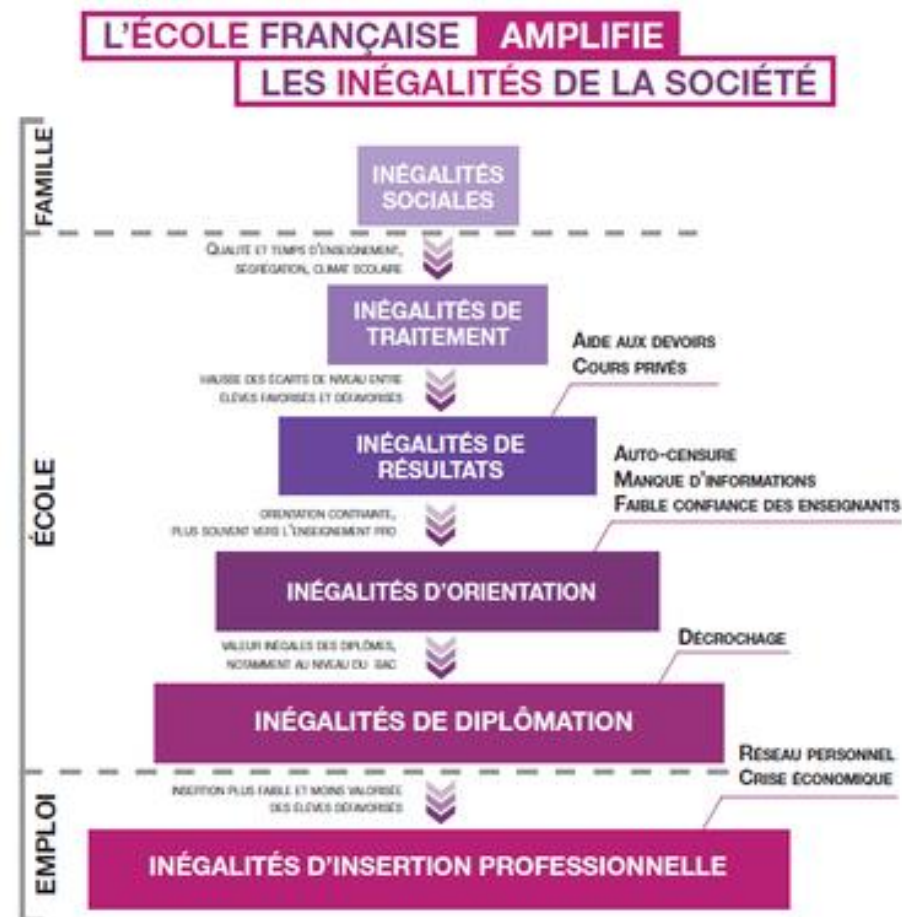 L'ÉCOLE FRANÇAISE AMPLIFIE
LES INÉGALITÉS DE LA SOCIÉTÉ
FAMILLE
INÉGALITÉS
SOCIALES
QUALITÉ ET TEMPS D'ENSEIGNEMENT,
SÉGRÉGATION, CLIMAT SCOLAIRE
ÉCOLE
INÉGALITÉS DE
TRAITEMENT
HAUSSE DES ÉCARTS DE NIVEAU ENTRE
ÉLÈVES FAVORISÉS ET DÉFAVORISÉS
AIDE AUX DEVOIRS
COURS PRIVÉS
INÉGALITÉS DE
RÉSULTATS
ORIENTATION CONTRAINTE,
PLUS SOUVENT VERS L'ENSEIGNEMENT PRO
AUTO-CENSURE
MANQUE D'INFORMATIONS
FAIBLE CONFIANCE DES ENSEIGNANTS
INÉGALITÉS D'ORIENTATION
VALEUR INÉGALES DES DIPLÔMES,
NOTAMMENT AU NIVEAU DU BAC
DÉCROCHAGE
INÉGALITÉS DE DIPLÔMATION
EMPLOI
INSERTION PLUS FAIBLE ET MOINS VALORISÉE
DES ÉLÈVES DÉFAVORISÉS
RÉSEAU PERSONNEL
CRISE ÉCONOMIQUE
INÉGALITÉS D'INSERTION PROFESSIONNELLE